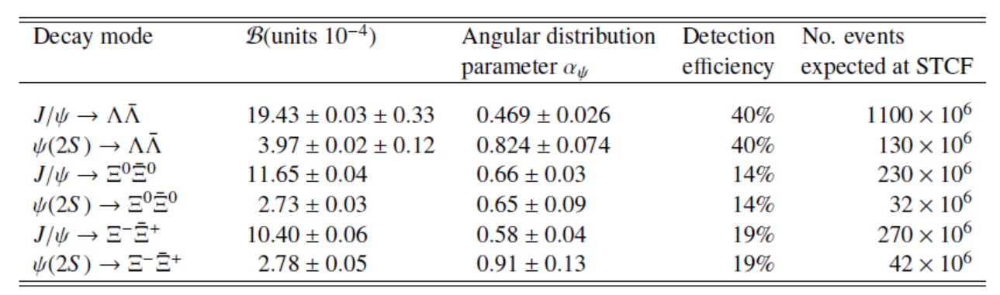 Decay mode ℬ(units 10⁻⁴) Angular distribution Detection No. events
parameter α_ψ efficiency expected at STCF
J/ψ → ΛΛ̄ 19.43 ± 0.03 ± 0.33 0.469 ± 0.026 40% 1100 × 10⁶
ψ(2S) → ΛΛ̄ 3.97 ± 0.02 ± 0.12 0.824 ± 0.074 40% 130 × 10⁶
J/ψ → Ξ⁰Ξ̄⁰ 11.65 ± 0.04 0.66 ± 0.03 14% 230 × 10⁶
ψ(2S) → Ξ⁰Ξ̄⁰ 2.73 ± 0.03 0.65 ± 0.09 14% 32 × 10⁶
J/ψ → Ξ⁻Ξ̄⁺ 10.40 ± 0.06 0.58 ± 0.04 19% 270 × 10⁶
ψ(2S) → Ξ⁻Ξ̄⁺ 2.78 ± 0.05 0.91 ± 0.13 19% 42 × 10⁶